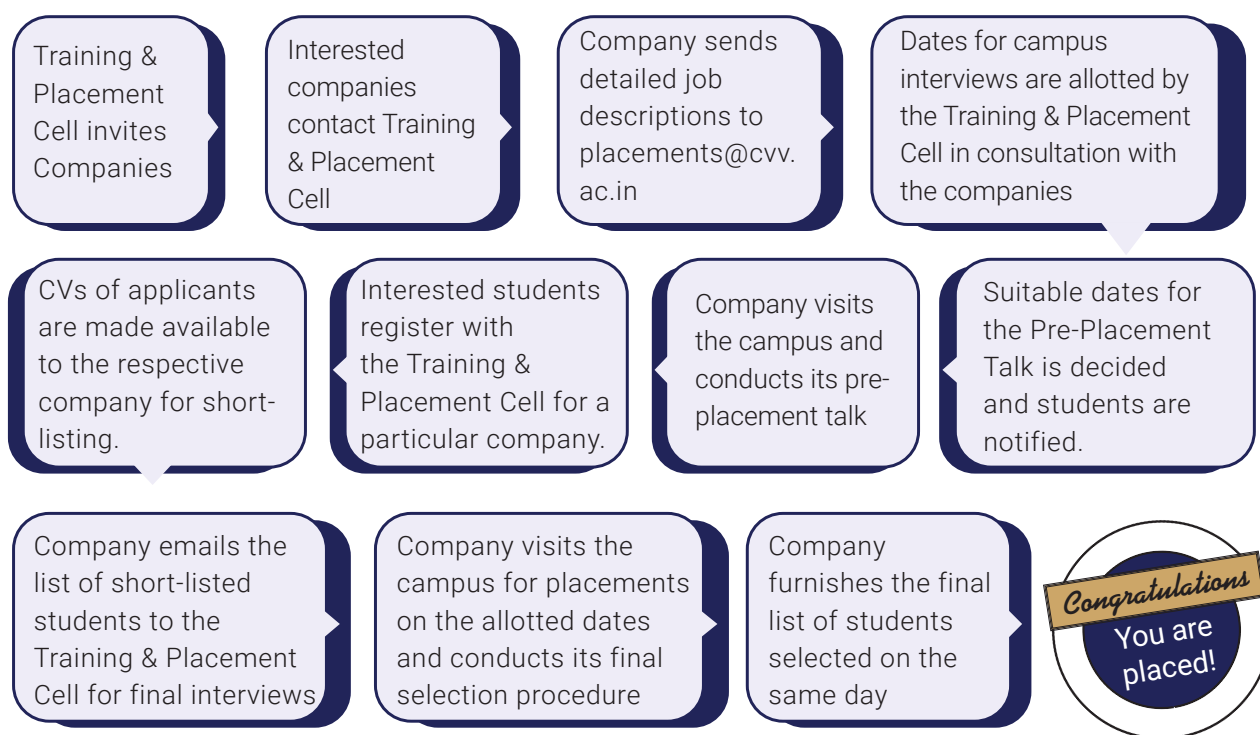 Training &
Placement
Cell invites
Companies
Interested
companies
contact Training
& Placement
Cell
Company sends
detailed job
descriptions to
placements@cvv.
ac.in
Dates for campus
interviews are allotted by
the Training & Placement
Cell in consultation with
the companies
Suitable dates for
the Pre-Placement
Talk is decided
and students are
notified.
Company visits
the campus and
conducts its pre-
placement talk
Interested students
register with
the Training &
Placement Cell for a
particular company.
CVs of applicants
are made available
to the respective
company for short-
listing.
Company emails the
list of short-listed
students to the
Training & Placement
Cell for final interviews
Company visits the
campus for placements
on the allotted dates
and conducts its final
selection procedure
Company
furnishes the final
list of students
selected on the
same day
Congratulations
You are
placed!